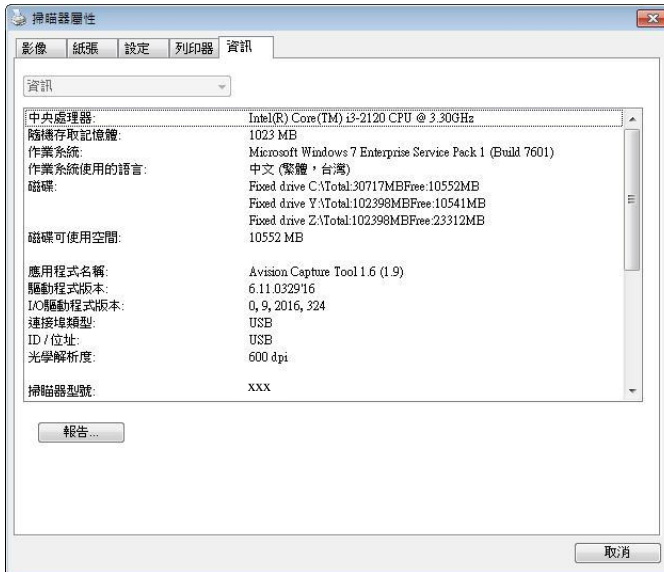 掃瞄器屬性
影像 紙張 設定 列印器 資訊
資訊
中央處理器: Intel(R) Core(TM) i3-2120 CPU @ 3.30GHz
隨機存取記憶體: 1023 MB
作業系統: Microsoft Windows 7 Enterprise Service Pack 1 (Build 7601)
作業系統使用的語言: 中文 (繁體，台灣)
磁碟: Fixed drive C:\Total:30717MBFree:10552MB
Fixed drive Y:\Total:102398MBFree:10541MB
Fixed drive Z:\Total:102398MBFree:23312MB
磁碟可使用空間: 10552 MB
應用程式名稱: Avision Capture Tool 1.6 (1.9)
驅動程式版本: 6.11.0329'16
I/O驅動程式版本: 0, 9, 2016, 324
連接埠類型: USB
ID / 位址: USB
光學解析度: 600 dpi
掃瞄器型號: xxx
報告...
取消